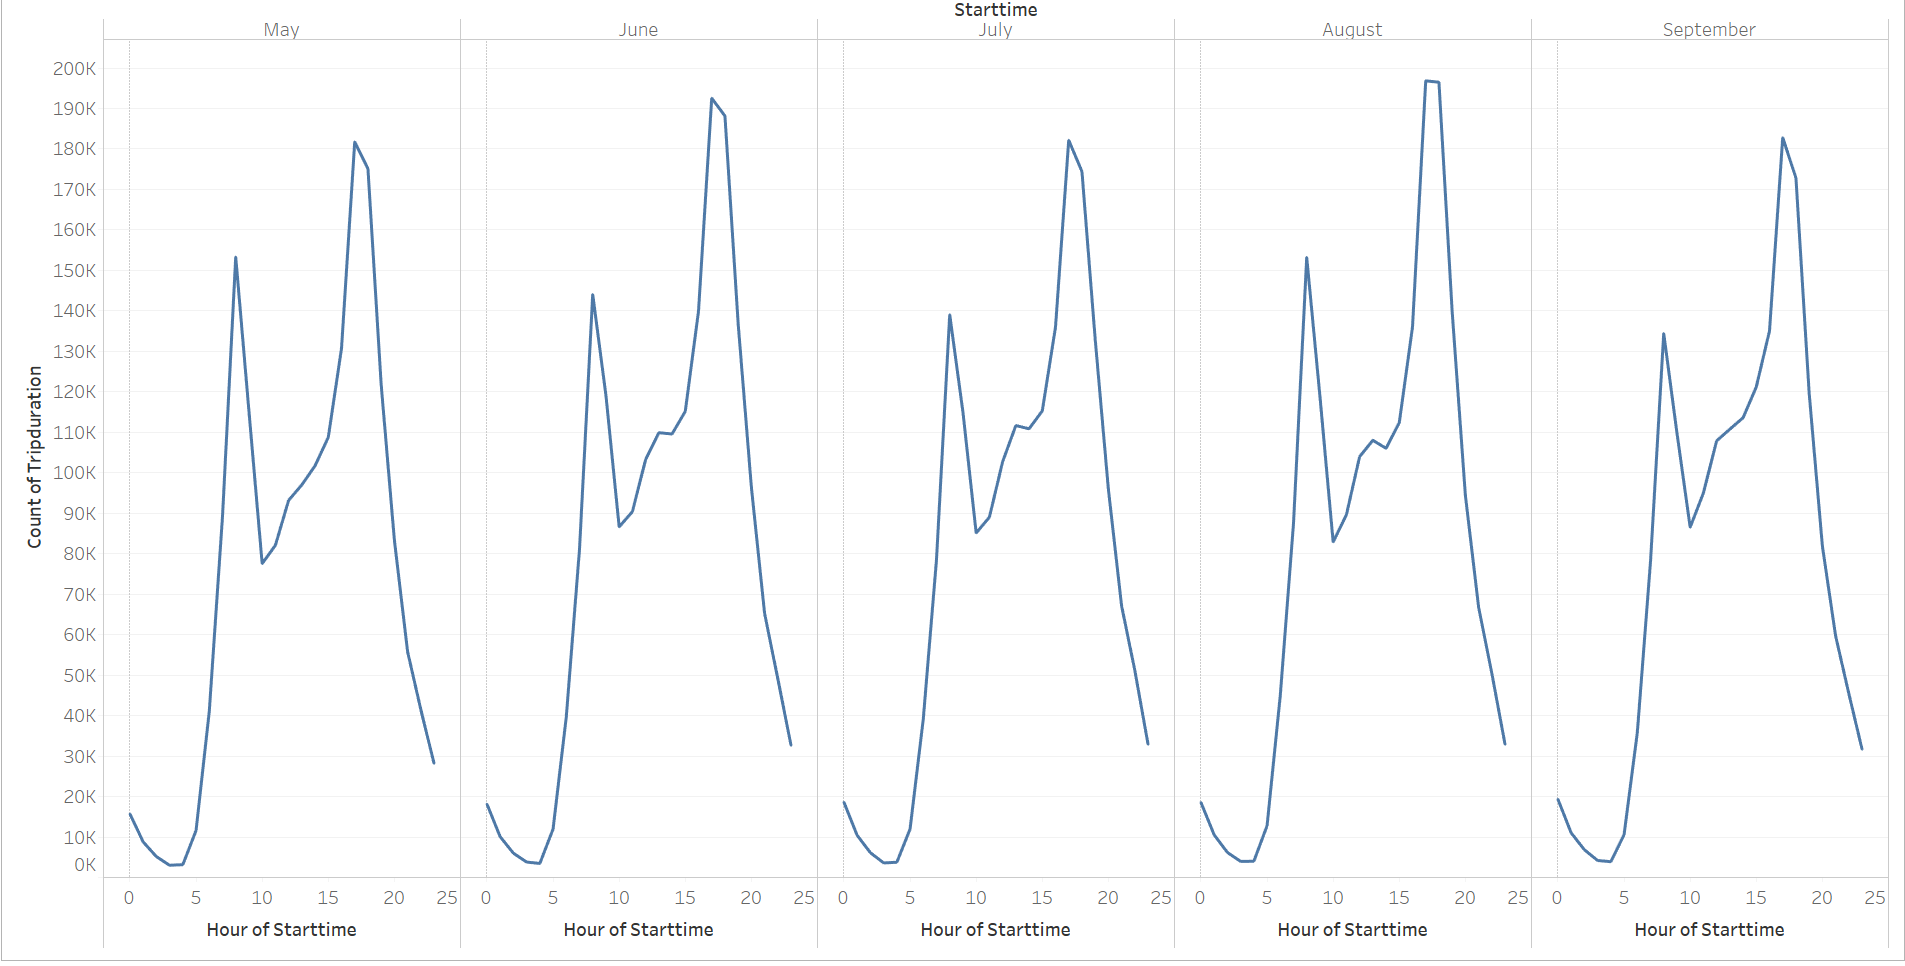 Starttime
May June July August September
200K
190K
180K
170K
160K
150K
140K
130K
120K
110K
100K
90K
80K
70K
60K
50K
40K
30K
20K
10K
0K
Count of Tripduration
0 5 10 15 20 25 0 5 10 15 20 25 0 5 10 15 20 25 0 5 10 15 20 25 0 5 10 15 20 25
Hour of Starttime Hour of Starttime Hour of Starttime Hour of Starttime Hour of Starttime